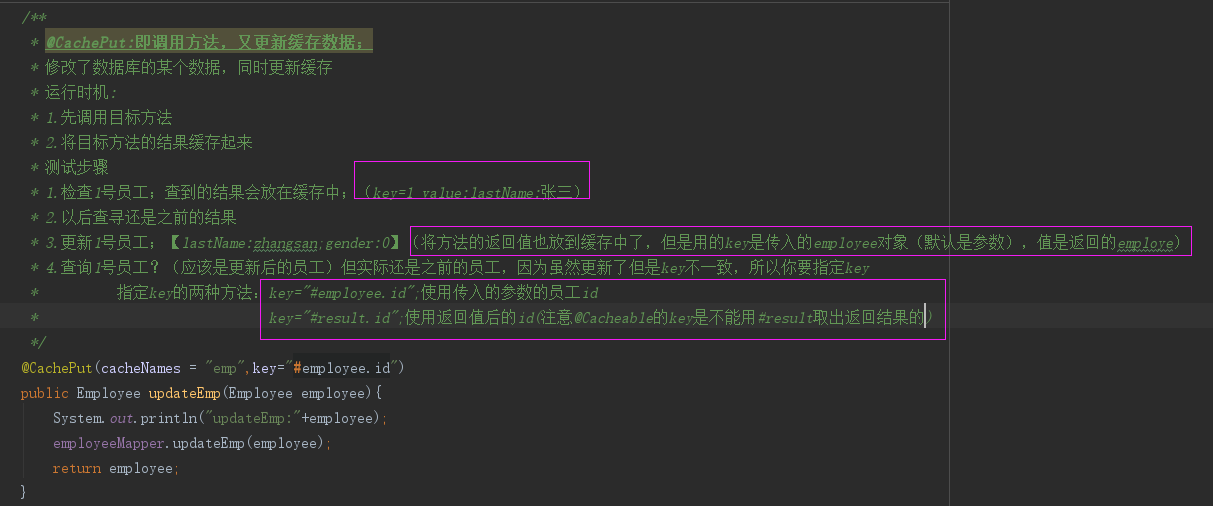 /**
* @CachePut:即调用方法，又更新缓存数据；
* 修改了数据库的某个数据，同时更新缓存
* 运行时机:
* 1.先调用目标方法
* 2.将目标方法的结果缓存起来
* 测试步骤
* 1.检查1号员工；查到的结果会放在缓存中；（key=1 value:lastName:张三）
* 2.以后查寻还是之前的结果
* 3.更新1号员工；【lastName:zhangsan;gender:0】（将方法的返回值也放到缓存中了，但是用的key是传入的employee对象（默认是参数），值是返回的employe）
* 4.查询1号员工？（应该是更新后的员工）但实际还是之前的员工，因为虽然更新了但是key不一致，所以你要指定key
* 指定key的两种方法：key="#employee.id";使用传入的参数的员工id
* key="#result.id";使用返回值后的id(注意@Cacheable的key是不能用#result取出返回结果的)
*/
@CachePut(cacheNames = "emp",key="#employee.id")
public Employee updateEmp(Employee employee){
System.out.println("updateEmp:"+employee);
employeeMapper.updateEmp(employee);
return employee;
}